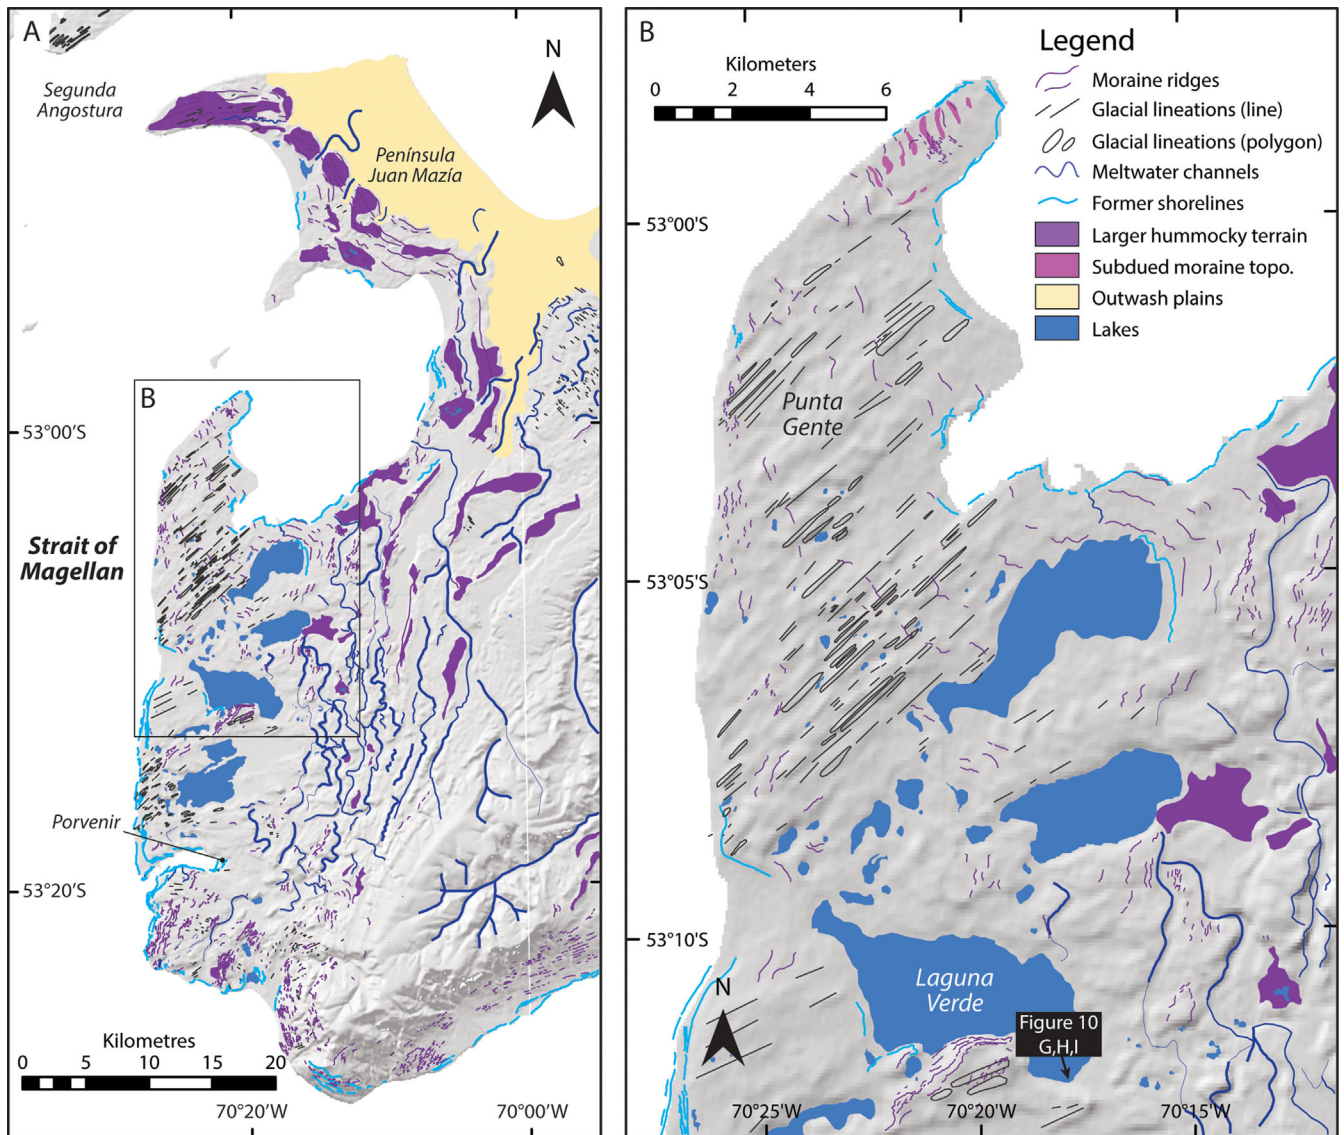 A
Segunda
Angostura
N
Península
Juan Mazía
B
53°00'S
Strait of
Magellan
Porvenir
53°20'S
Kilometres
0 5 10 15 20
70°20'W 70°00'W
B
Kilometers
0 2 4 6
Legend
Moraine ridges
Glacial lineations (line)
Glacial lineations (polygon)
Meltwater channels
Former shorelines
Larger hummocky terrain
Subdued moraine topo.
Outwash plains
Lakes
53°00'S
Punta
Gente
53°05'S
53°10'S
Laguna
Verde
N
Figure 10
G,H,I
70°25'W 70°20'W 70°15'W